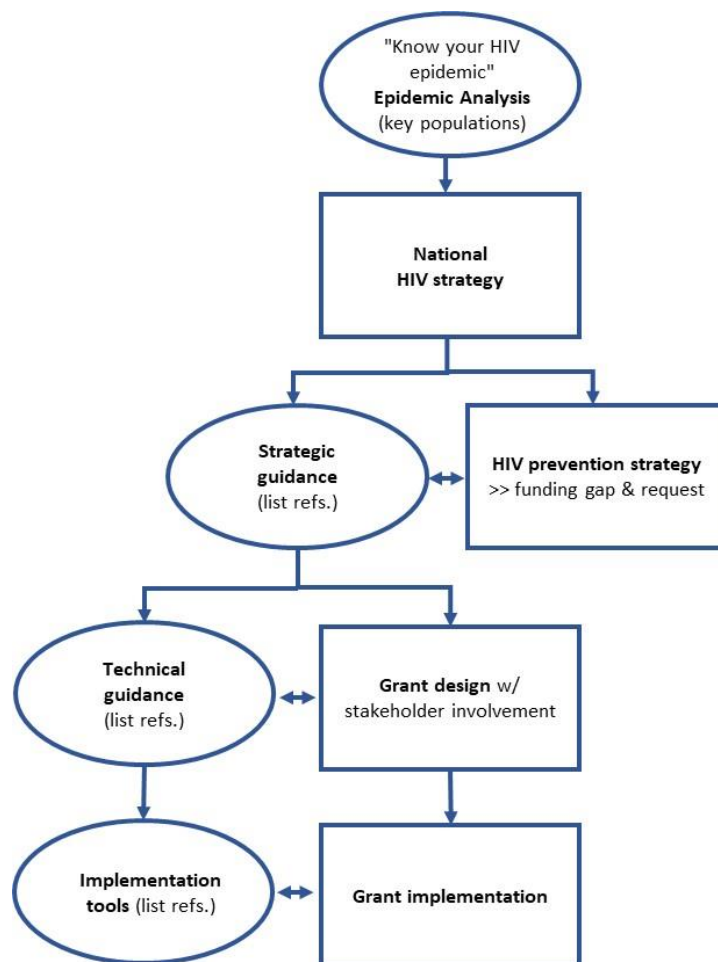 "Know your HIV
epidemic"
Epidemic Analysis
(key populations)
National
HIV strategy
Strategic
guidance
(list refs.)
HIV prevention strategy
>> funding gap & request
Technical
guidance
(list refs.)
Grant design w/
stakeholder involvement
Implementation
tools (list refs.)
Grant implementation